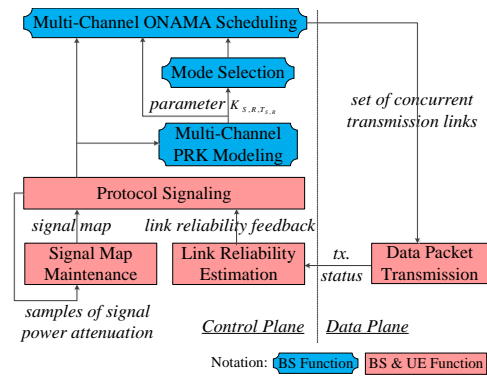 Multi-Channel ONAMA Scheduling
Mode Selection
parameter K S,R,T S,R
set of concurrent
transmission links
Multi-Channel
PRK Modeling
Protocol Signaling
signal map
link reliability feedback
Signal Map
Maintenance
Link Reliability
Estimation
tx.
status
Data Packet
Transmission
samples of signal
power attenuation
Control Plane
Data Plane
Notation:
BS Function
BS & UE Function